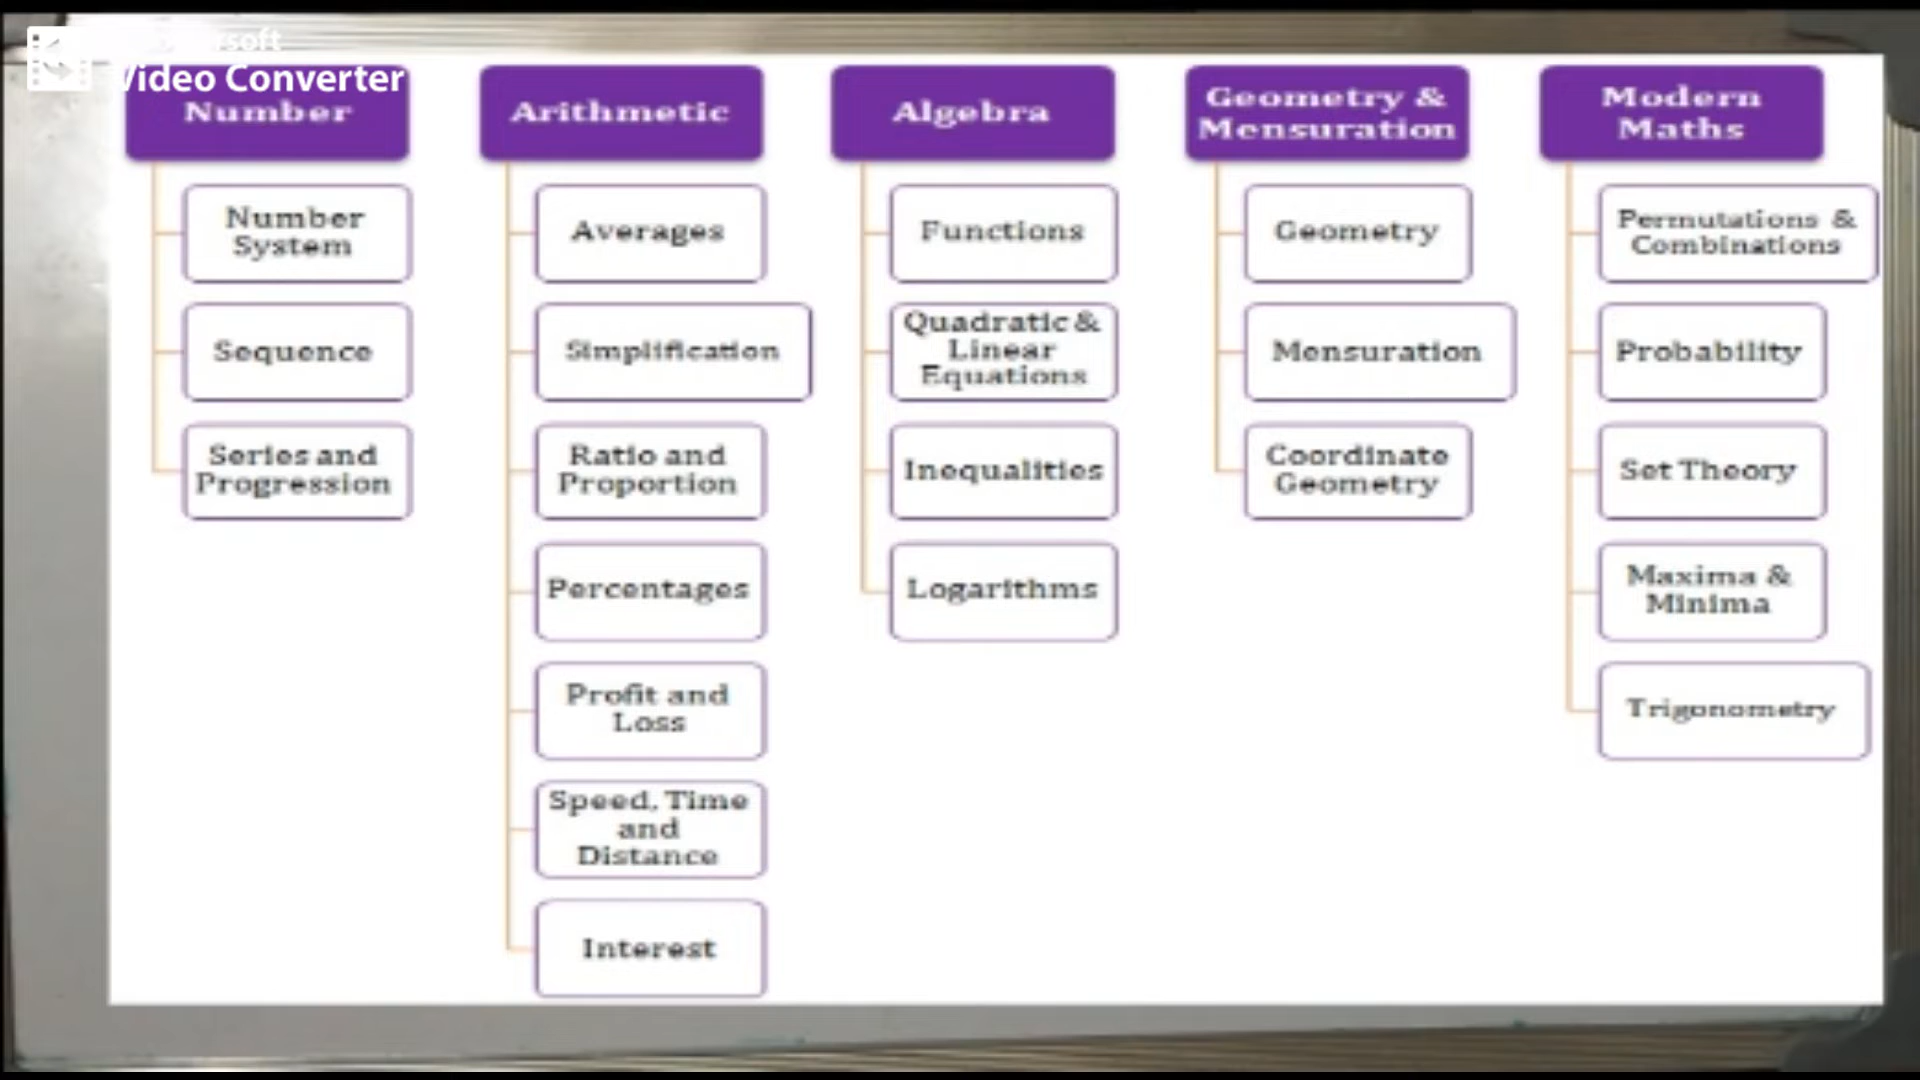 Video Converter
Number
Number
System
Sequence
Series and
Progression
Arithmetic
Averages
Simplification
Ratio and
Proportion
Percentages
Profit and
Loss
Speed, Time
and
Distance
Interest
Algebra
Functions
Quadratic &
Linear
Equations
Inequalities
Logarithms
Geometry &
Mensuration
Geometry
Mensuration
Coordinate
Geometry
Modern
Maths
Permutations &
Combinations
Probability
Set Theory
Maxima &
Minima
Trigonometry